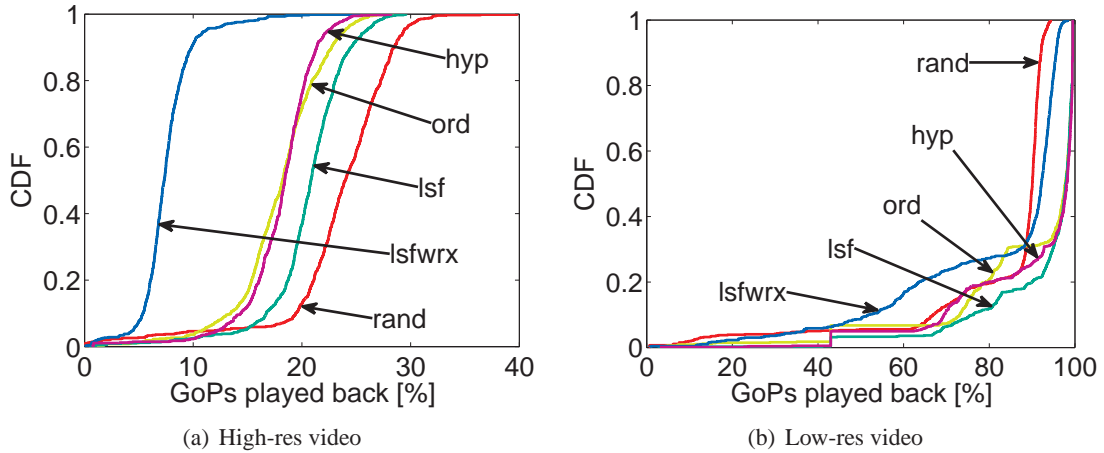 1
0.8
0.6
0.4
0.2
0
CDF
0
10
20
30
40
GoPs played back [%]
hyp
ord
lsf
lsfwrx
rand
(a) High-res video
1
0.8
0.6
0.4
0.2
0
CDF
0
20
40
60
80
100
GoPs played back [%]
rand
hyp
ord
lsf
lsfwrx
(b) Low-res video